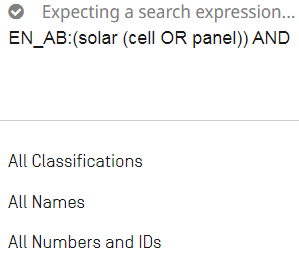 Expecting a search expression...
EN_AB:(solar (cell OR panel)) AND
All Classifications
All Names
All Numbers and IDs